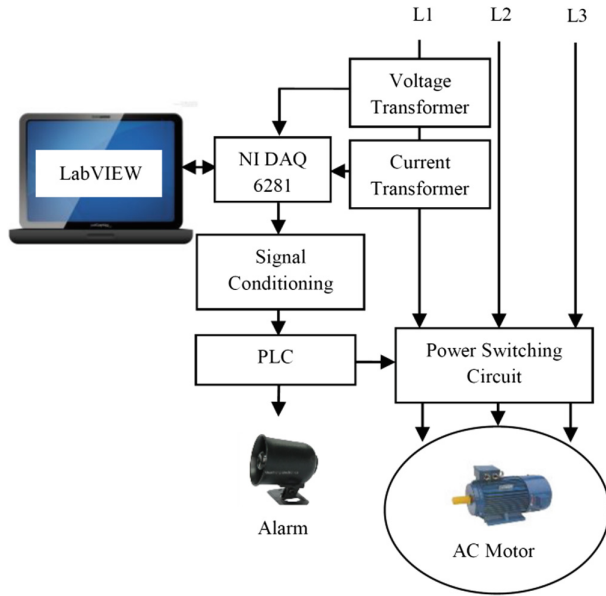 L1 L2 L3
Voltage
Transformer
LabVIEW
NI DAQ
6281
Current
Transformer
Signal
Conditioning
PLC
Power Switching
Circuit
Alarm
AC Motor